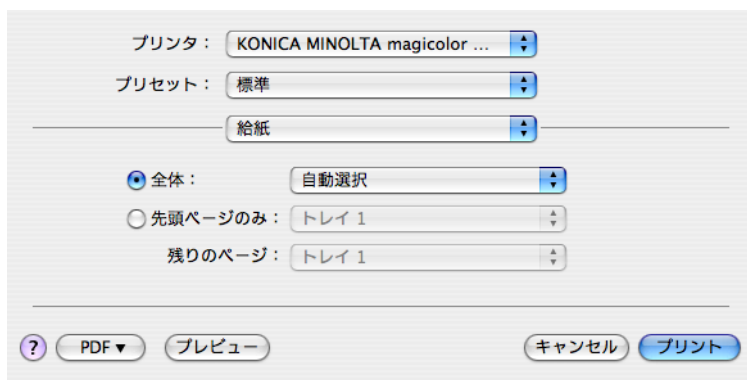 プリンタ： KONICA MINOLTA magicolor ...
プリセット： 標準
給紙
全体： 自動選択
先頭ページのみ： トレイ 1
残りのページ： トレイ 1
? PDF▼ プレビュー キャンセル プリント